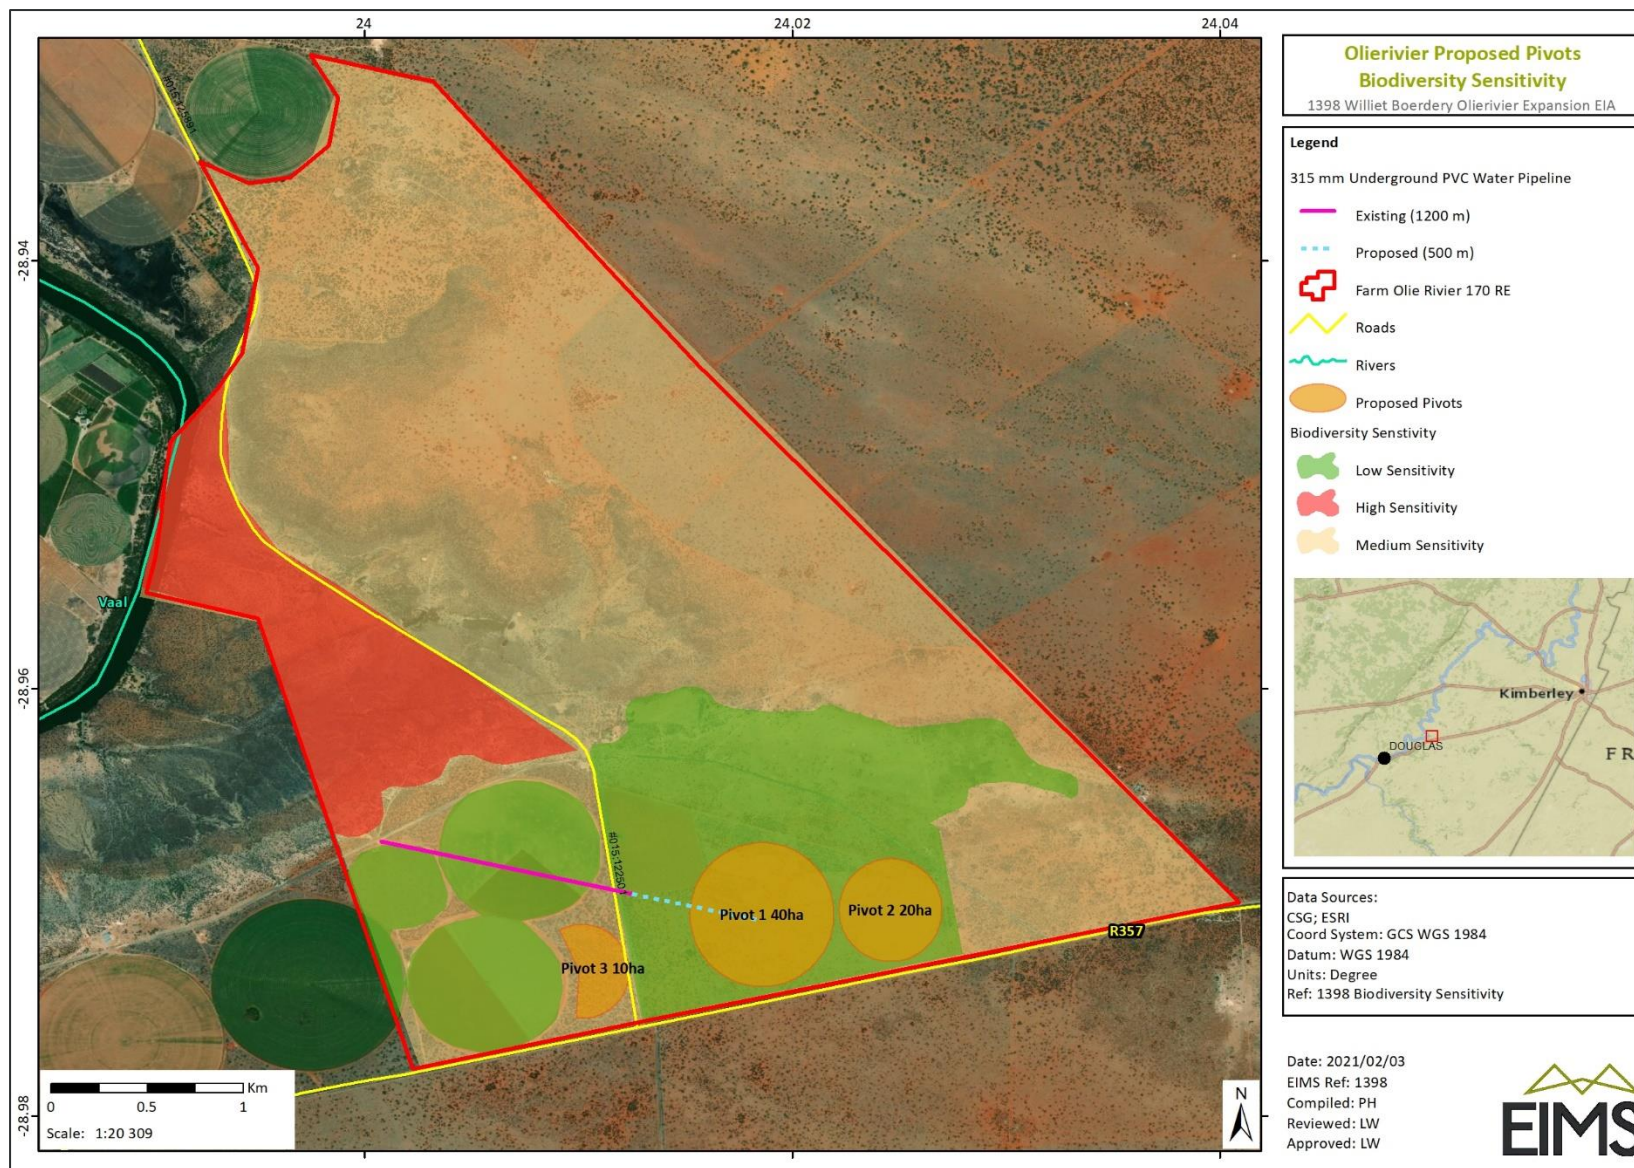 24
24.02
24.04
-28.94
-28.96
-28.98
#015:125891
Vaal
#015:122501
Pivot 1 40ha
Pivot 2 20ha
Pivot 3 10ha
R357
Km
0
0.5
1
Scale: 1:20 309
N
Olierivier Proposed Pivots
Biodiversity Sensitivity
1398 Williet Boerdery Olierivier Expansion EIA
Legend
315 mm Underground PVC Water Pipeline
Existing (1200 m)
Proposed (500 m)
Farm Olie Rivier 170 RE
Roads
Rivers
Proposed Pivots
Biodiversity Senstivity
Low Sensitivity
High Sensitivity
Medium Sensitivity
Kimberley
DOUGLAS
F R
Data Sources:
CSG; ESRI
Coord System: GCS WGS 1984
Datum: WGS 1984
Units: Degree
Ref: 1398 Biodiversity Sensitivity
Date: 2021/02/03
EIMS Ref: 1398
Compiled: PH
Reviewed: LW
Approved: LW
EIMS